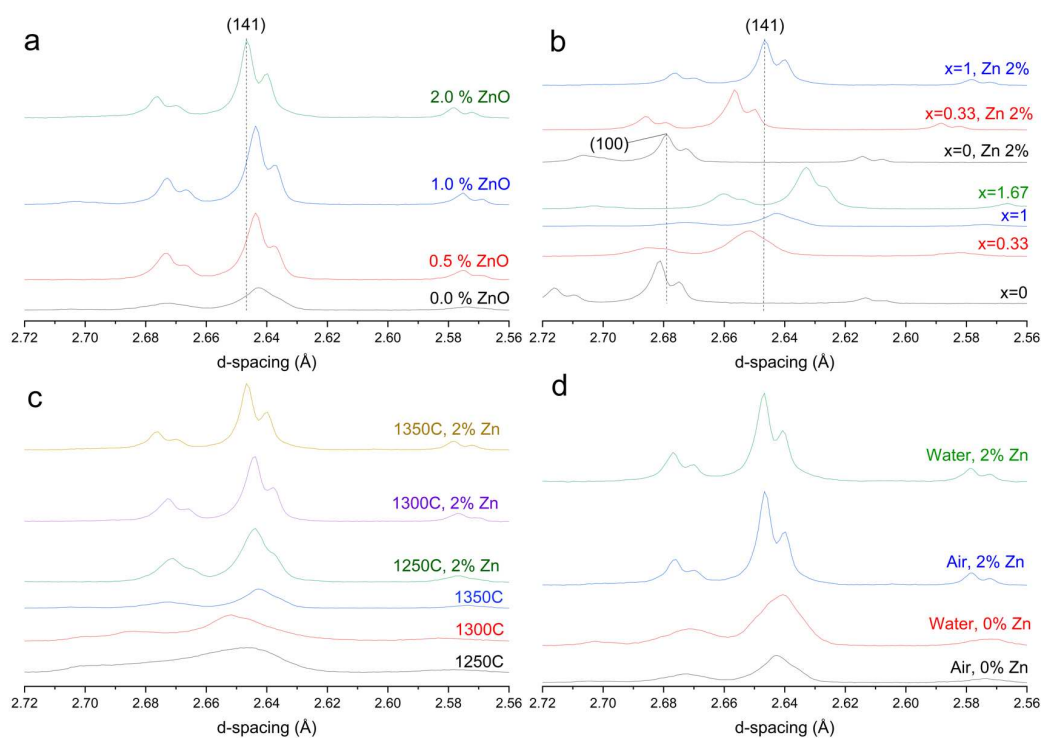 a
(141)
2.0 % ZnO
1.0 % ZnO
0.5 % ZnO
0.0 % ZnO
2.72 2.70 2.68 2.66 2.64 2.62 2.60 2.58 2.56
d-spacing (Å)
b
(141)
x=1, Zn 2%
x=0.33, Zn 2%
(100)
x=0, Zn 2%
x=1.67
x=1
x=0.33
x=0
2.72 2.70 2.68 2.66 2.64 2.62 2.60 2.58 2.56
d-spacing (Å)
c
1350C, 2% Zn
1300C, 2% Zn
1250C, 2% Zn
1350C
1300C
1250C
2.72 2.70 2.68 2.66 2.64 2.62 2.60 2.58 2.56
d-spacing (Å)
d
Water, 2% Zn
Air, 2% Zn
Water, 0% Zn
Air, 0% Zn
2.72 2.70 2.68 2.66 2.64 2.62 2.60 2.58 2.56
d-spacing (Å)